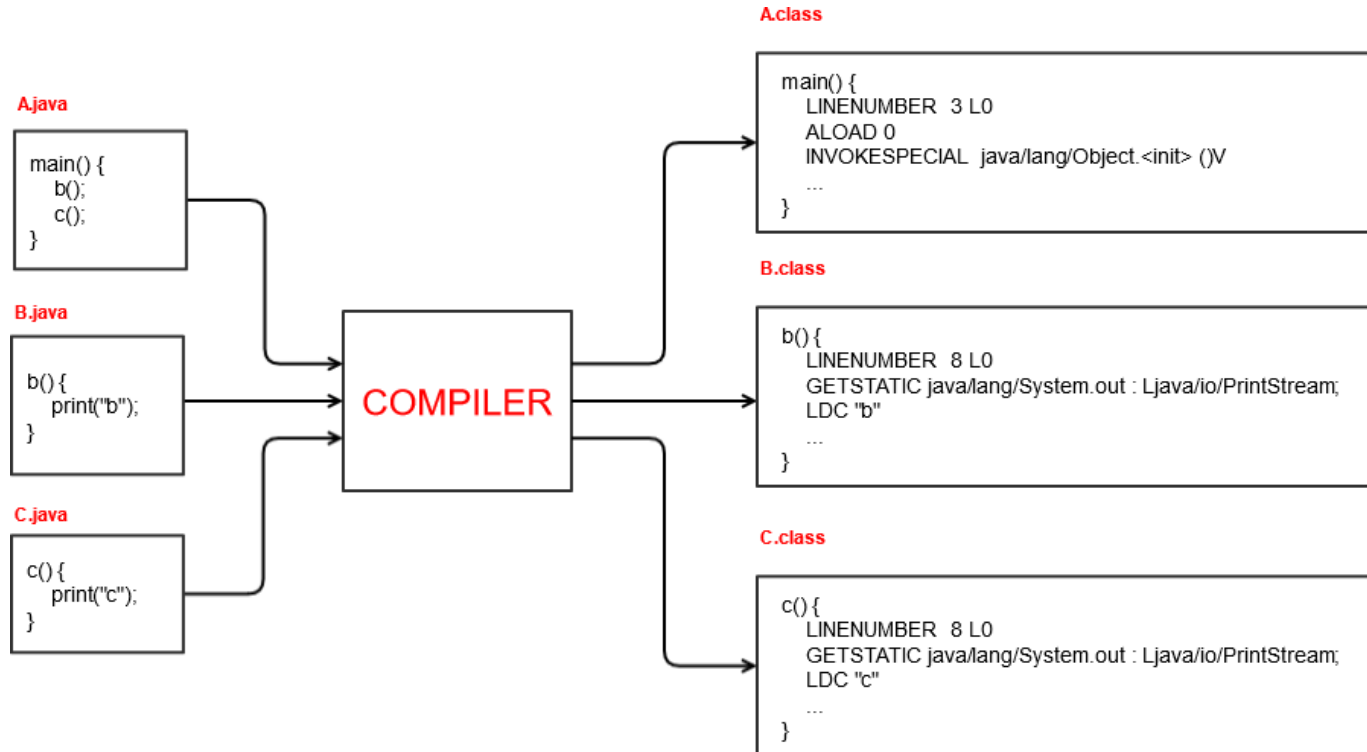 A.java
main() {
b();
c();
}
B.java
b() {
print("b");
}
C.java
c() {
print("c");
}
COMPILER
A.class
main() {
LINENUMBER 3 L0
ALOAD 0
INVOKESPECIAL java/lang/Object.<init> ()V
...
}
B.class
b() {
LINENUMBER 8 L0
GETSTATIC java/lang/System.out : Ljava/io/PrintStream;
LDC "b"
...
}
C.class
c() {
LINENUMBER 8 L0
GETSTATIC java/lang/System.out : Ljava/io/PrintStream;
LDC "c"
...
}